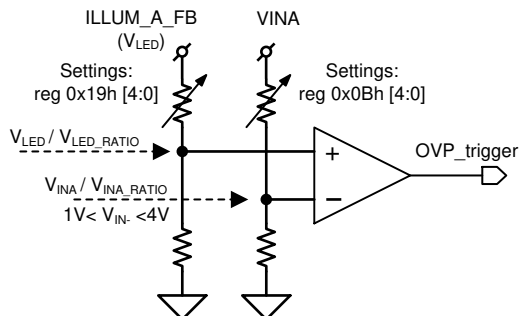 ILLUM_A_FB
(VLED)
VINA
Settings:
reg 0x19h [4:0]
Settings:
reg 0x0Bh [4:0]
VLED / VLED_RATIO
VINA / VINA_RATIO
1V< VIN- <4V
+
−
OVP_trigger